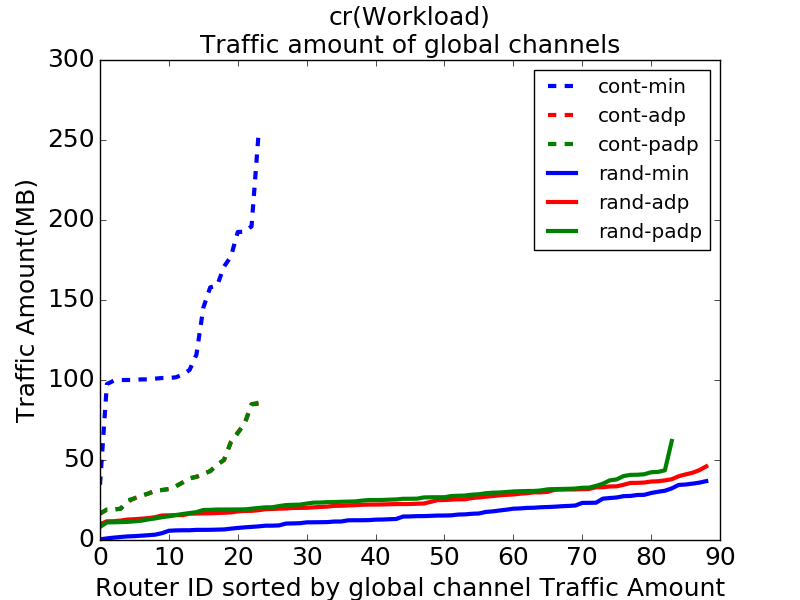 cr(Workload)
Traffic amount of global channels
300
250
200
150
100
50
0
Traffic Amount(MB)
cont-min
cont-adp
cont-padp
rand-min
rand-adp
rand-padp
0 10 20 30 40 50 60 70 80 90
Router ID sorted by global channel Traffic Amount